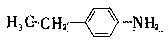 H₃C-CH₂ NH₂